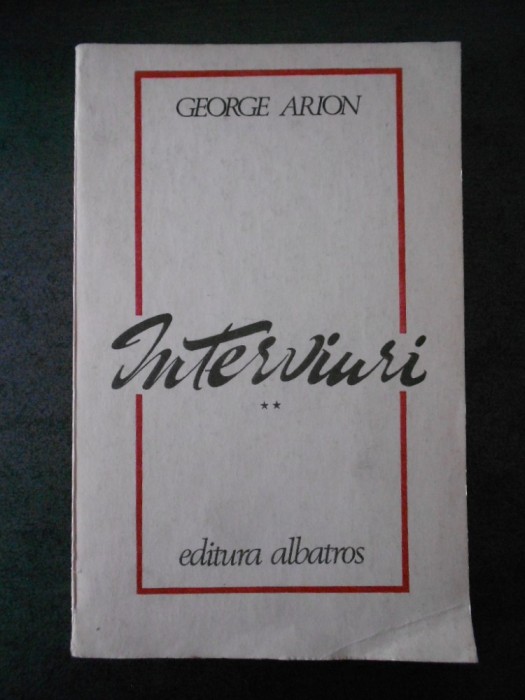 GEORGE ARION
Interviuri
★★
editura albatros